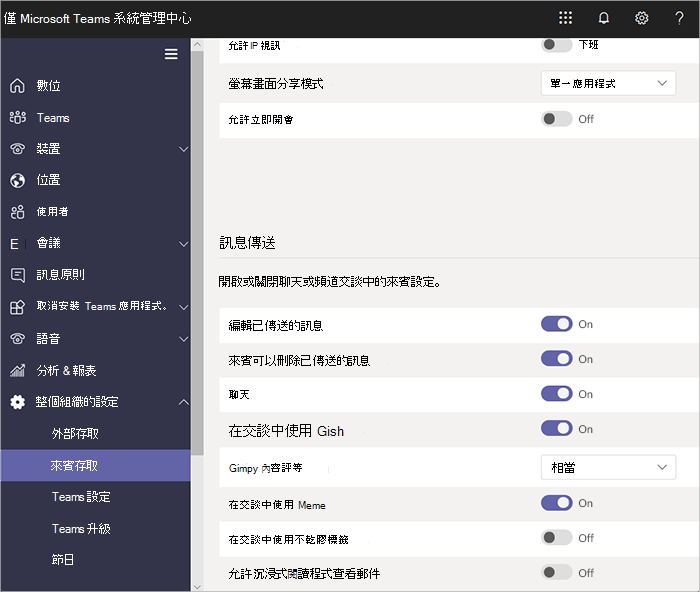 僅 Microsoft Teams 系統管理中心
數位
Teams
裝置
位置
使用者
E 會議
訊息原則
取消安裝 Teams 應用程式。
語音
分析 & 報表
整個組織的設定
外部存取
來賓存取
Teams 設定
Teams 升級
節日
允許 IP 視訊 下班
螢幕畫面分享模式 單一應用程式
允許立即開會 Off
訊息傳送
開啟或關閉聊天或頻道交談中的來賓設定。
編輯已傳送的訊息 On
來賓可以刪除已傳送的訊息 On
聊天 On
在交談中使用 Gish On
Gimpy 內容評等 相當
在交談中使用 Meme On
在交談中使用不乾膠標籤 Off
允許沉浸式閱讀程式查看郵件 Off